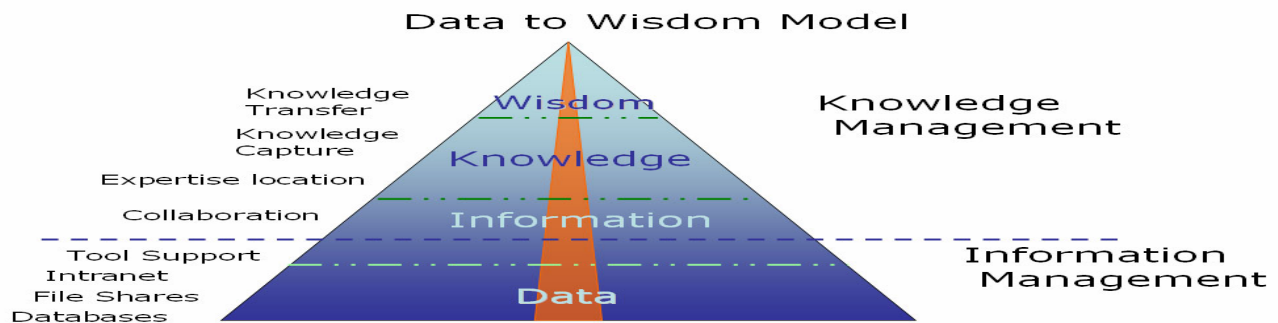 Data to Wisdom Model
Knowledge
Transfer
Knowledge
Capture
Expertise location
Collaboration
Tool Support
Intranet
File Shares
Databases
Wisdom
Knowledge
Information
Data
Knowledge
Management
Information
Management